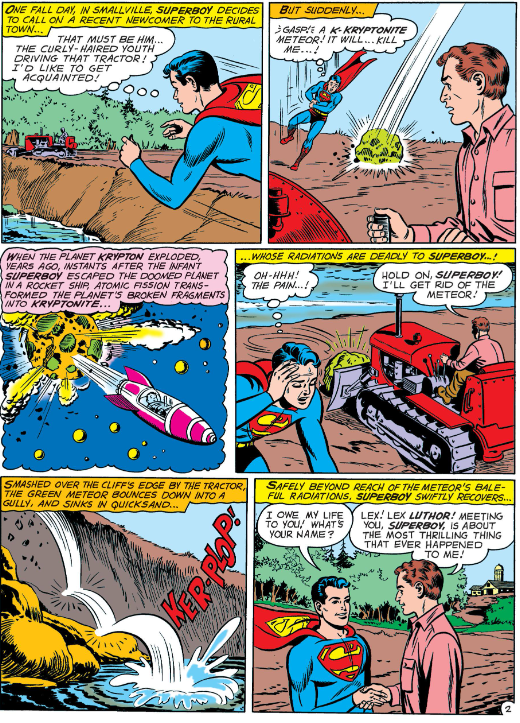 ONE FALL DAY, IN SMALLVILLE, SUPERBOY DECIDES
TO CALL ON A RECENT NEWCOMER TO THE RURAL
TOWN...
THAT MUST BE HIM...
THE CURLY-HAIRED YOUTH
DRIVING THAT TRACTOR!
I'D LIKE TO GET
ACQUAINTED!
BUT SUDDENLY...
:GASP!: A K-KRYPTONITE
METEOR! IT WILL... KILL
ME...!
WHEN THE PLANET KRYPTON EXPLODED,
YEARS AGO, INSTANTS AFTER THE INFANT
SUPERBOY ESCAPED THE DOOMED PLANET
IN A ROCKET SHIP, ATOMIC FISSION TRANS-
FORMED THE PLANET'S BROKEN FRAGMENTS
INTO KRYPTONITE...
...WHOSE RADIATIONS ARE DEADLY TO SUPERBOY...!
OH-HHH!
THE PAIN...!
HOLD ON, SUPERBOY!
I'LL GET RID OF THE
METEOR!
SMASHED OVER THE CLIFF'S EDGE BY THE TRACTOR,
THE GREEN METEOR BOUNCES DOWN INTO A
GULLY, AND SINKS IN QUICKSAND...
KER-PLOP!
SAFELY BEYOND REACH OF THE METEOR'S BALE-
FUL RADIATIONS, SUPERBOY SWIFTLY RECOVERS...
I OWE MY LIFE
TO YOU! WHAT'S
YOUR NAME?
LEX! LEX LUTHOR! MEETING
YOU, SUPERBOY, IS ABOUT
THE MOST THRILLING THING
THAT EVER HAPPENED
TO ME!
2